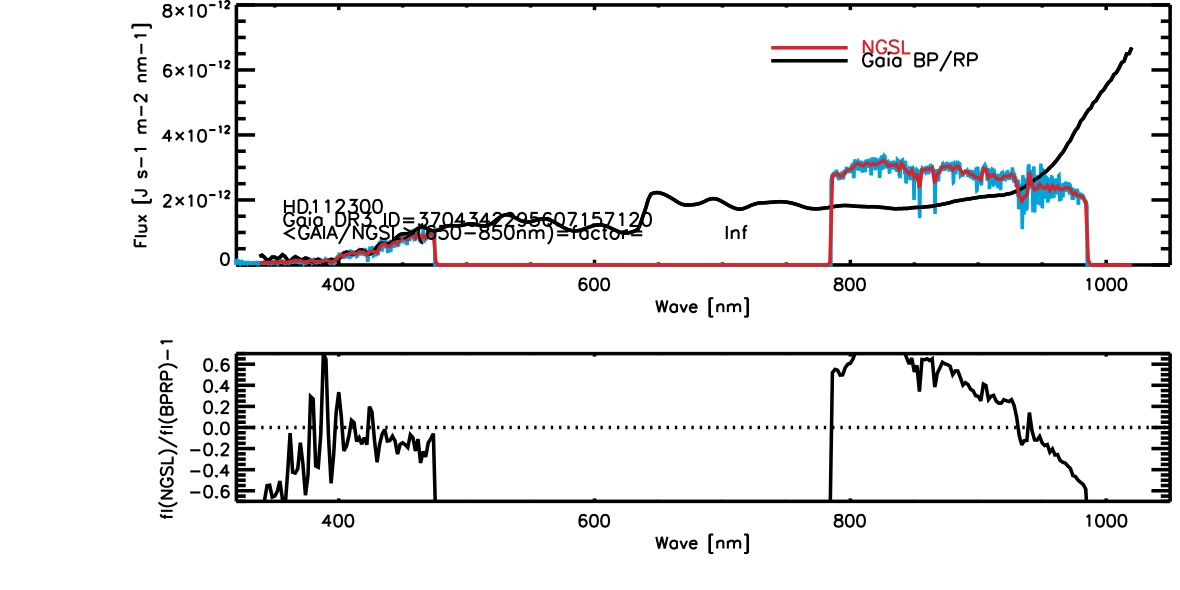 8×10−12
6×10−12
4×10−12
2×10−12
0
Flux [J s−1 m−2 nm−1]
NGSL
Gaia BP/RP
HD112300
Gaia DR3 ID=3704342295607157120
<GAIA/NGSL>(650−850nm)=factor= Inf
400 600 800 1000
Wave [nm]
0.6
0.4
0.2
0.0
−0.2
−0.4
−0.6
fl(NGSL)/fl(BPRP)−1
400 600 800 1000
Wave [nm]